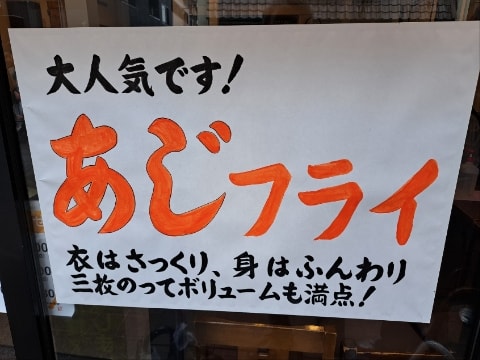 大人気です!
あじフライ
衣はさっくり、身はふんわり
三枚のってボリュームも満点!